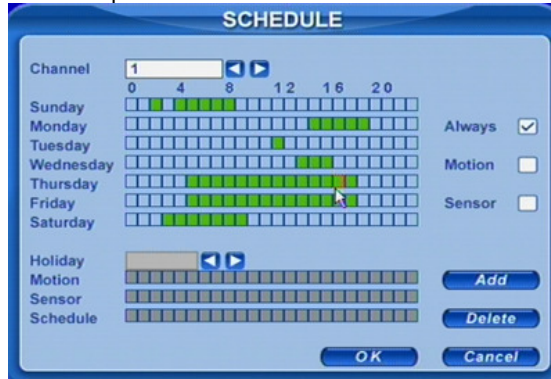 SCHEDULE
Channel 1
0 4 8 12 16 20
Sunday
Monday
Always
Tuesday
Wednesday
Motion
Thursday
Friday
Sensor
Saturday
Holiday
Motion
Add
Sensor
Schedule
Delete
OK
Cancel